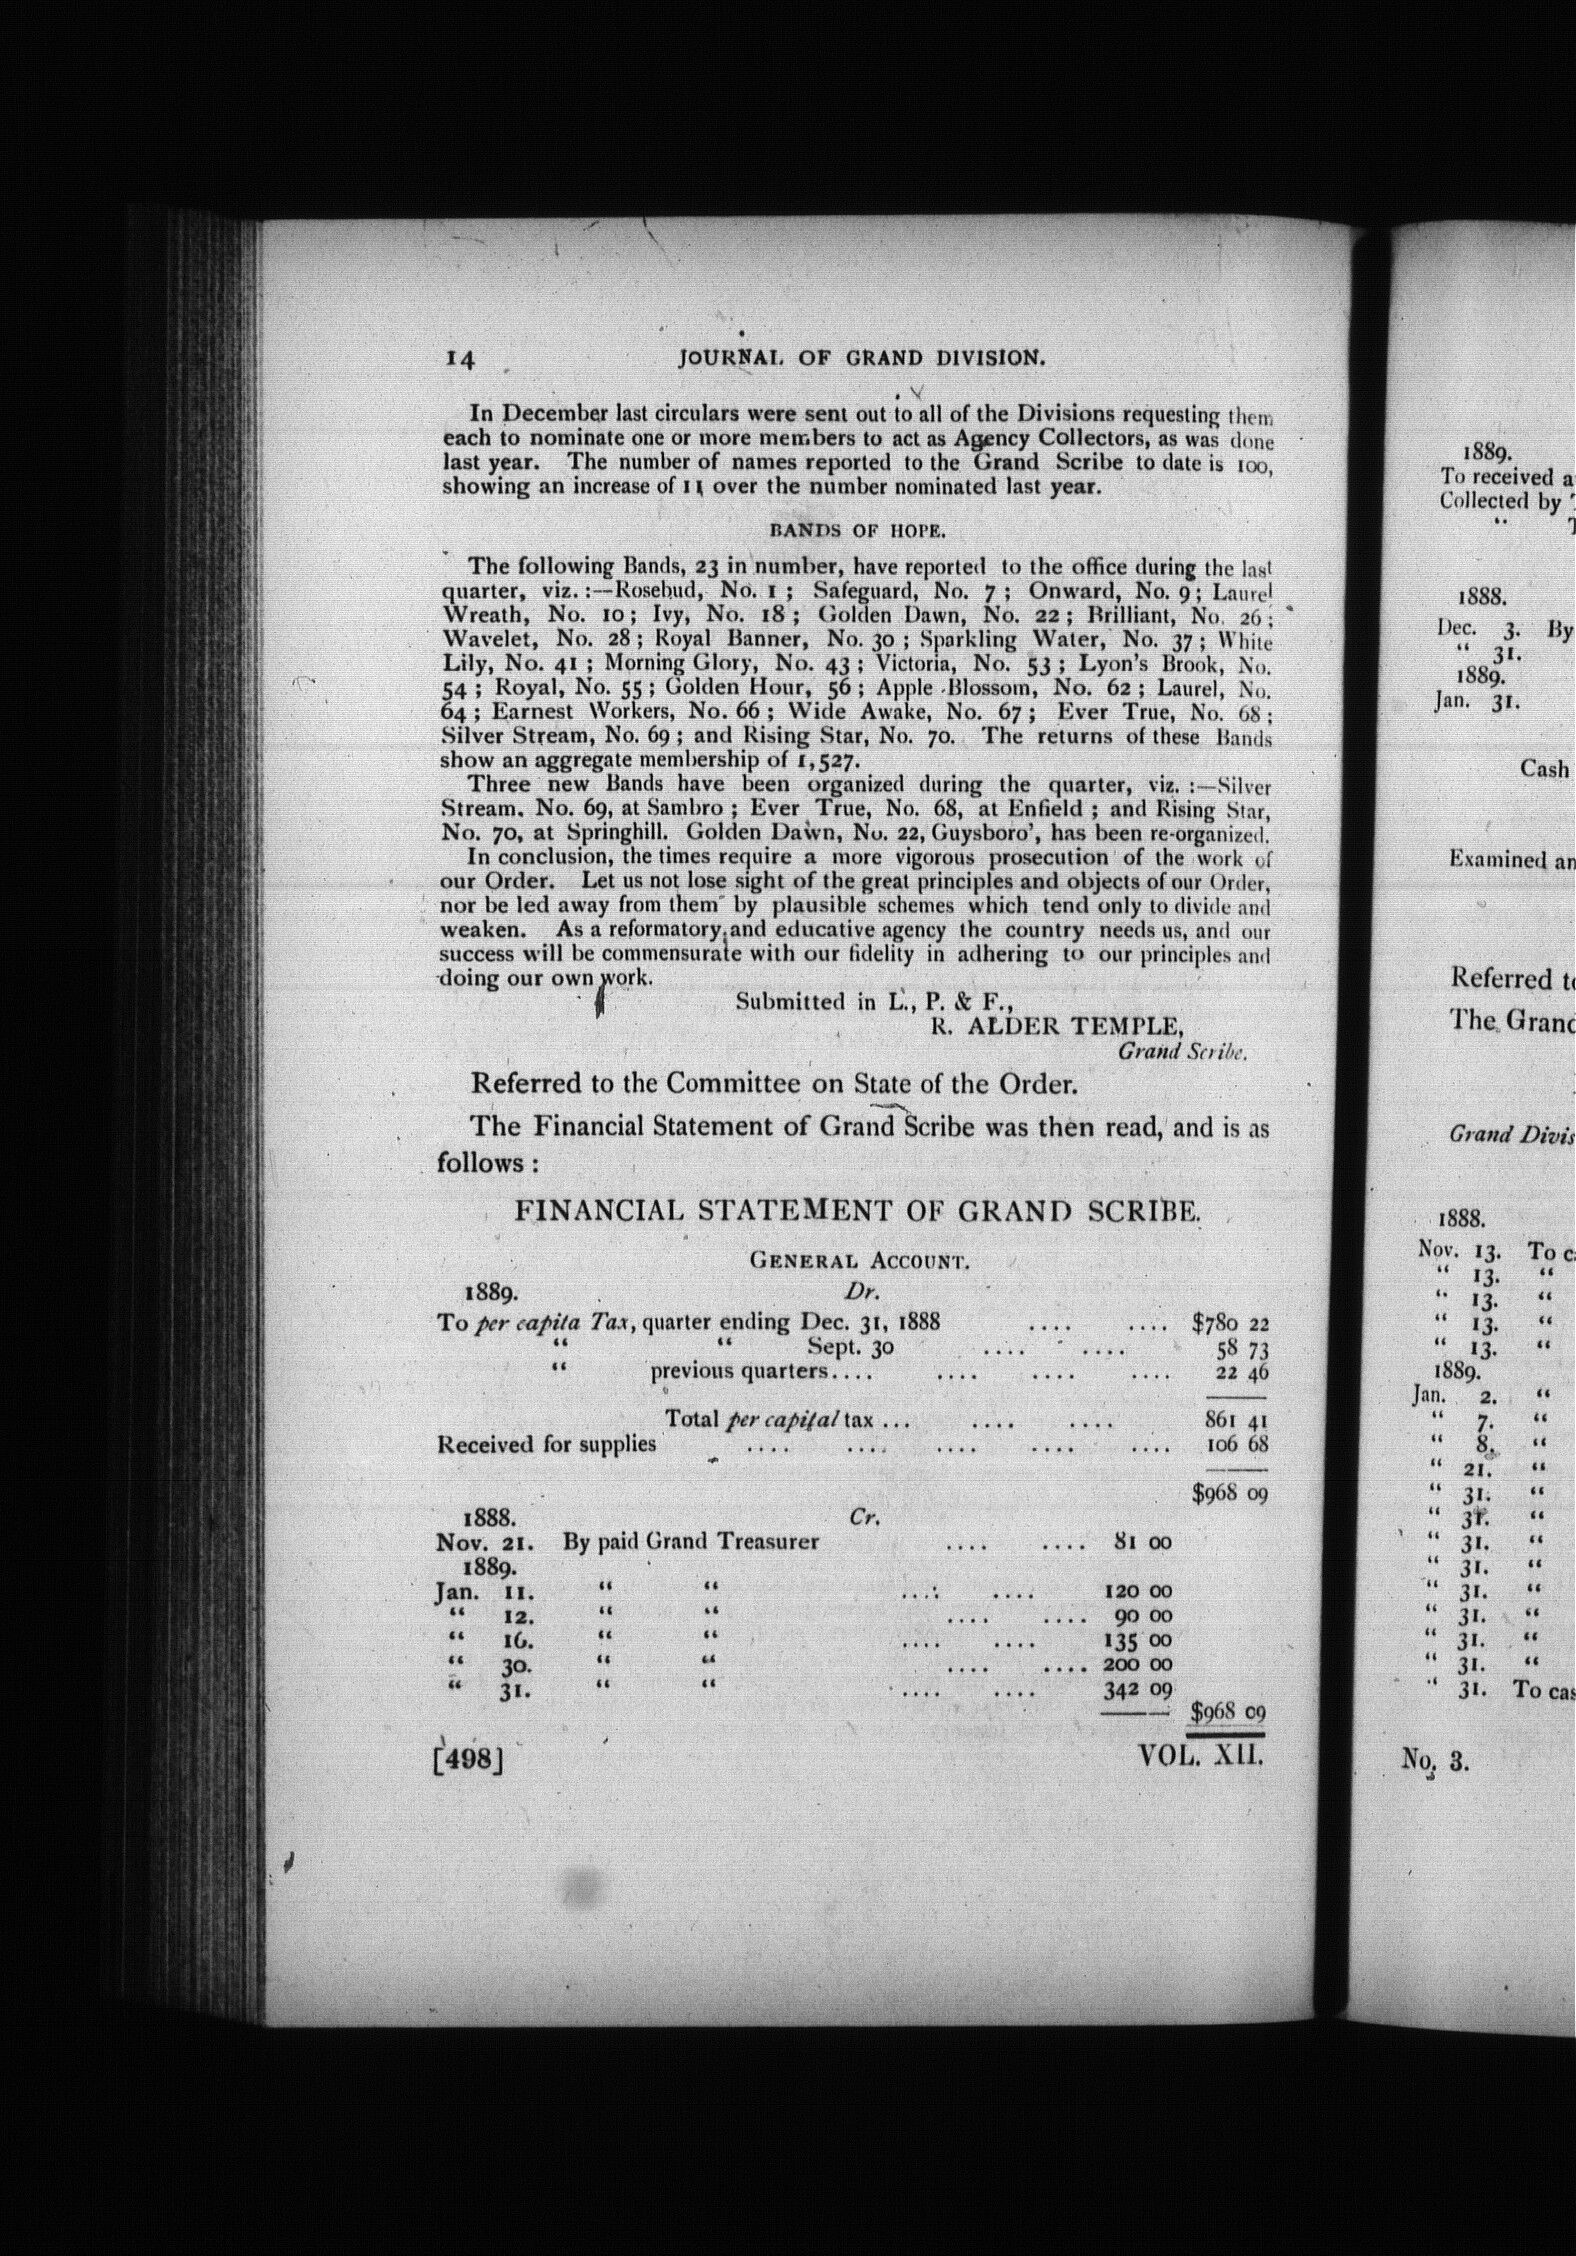 14 JOURNAL OF GRAND DIVISION.
In December last circulars were sent out to all of the Divisions requesting them
each to nominate one or more members to act as Agency Collectors, as was done
last year. The number of names reported to the Grand Scribe to date is 100,
showing an increase of 11 over the number nominated last year.
BANDS OF HOPE.
The following Bands, 23 in number, have reported to the office during the last
quarter, viz. :—Rosebud, No. 1 ; Safeguard, No. 7 ; Onward, No. 9 ; Laurel
Wreath, No. 10 ; Ivy, No. 18 ; Golden Dawn, No. 22 ; Brilliant, No. 26 ;
Wavelet, No. 28 ; Royal Banner, No. 30 ; Sparkling Water, No. 37 ; White
Lily, No. 41 ; Morning Glory, No. 43 ; Victoria, No. 53 ; Lyon's Brook, No.
54 ; Royal, No. 55 ; Golden Hour, 56 ; Apple Blossom, No. 62 ; Laurel, No.
64 ; Earnest Workers, No. 66 ; Wide Awake, No. 67 ; Ever True, No. 68 ;
Silver Stream, No. 69 ; and Rising Star, No. 70. The returns of these Bands
show an aggregate membership of 1,527.
Three new Bands have been organized during the quarter, viz. :—Silver
Stream, No. 69, at Sambro ; Ever True, No. 68, at Enfield ; and Rising Star,
No. 70, at Springhill. Golden Dawn, No. 22, Guysboro', has been re-organized.
In conclusion, the times require a more vigorous prosecution of the work of
our Order. Let us not lose sight of the great principles and objects of our Order,
nor be led away from them by plausible schemes which tend only to divide and
weaken. As a reformatory and educative agency the country needs us, and our
success will be commensurate with our fidelity in adhering to our principles and
doing our own work.
Submitted in L., P. & F.,
R. ALDER TEMPLE,
Grand Scribe.
Referred to the Committee on State of the Order.
The Financial Statement of Grand Scribe was then read, and is as
follows :
FINANCIAL STATEMENT OF GRAND SCRIBE.
GENERAL ACCOUNT.
1889. Dr.
To per capita Tax, quarter ending Dec. 31, 1888 .... .... $780 22
" " Sept. 30 .... .... 58 73
" previous quarters.... .... .... .... 22 46
Total per capital tax ... .... .... 861 41
Received for supplies .... .... .... .... .... 106 68
$968 09
1888. Cr.
Nov. 21. By paid Grand Treasurer .... .... 81 00
1889.
Jan. 11. " " .... .... 120 00
" 12. " " .... .... 90 00
" 16. " " .... .... 135 00
" 30. " " .... .... 200 00
" 31. " " .... .... 342 09
$968 09
[498] VOL. XII.
1889.
To received a
Collected by
"
1888.
Dec. 3. By
" 31.
1889.
Jan. 31.
Cash
Examined an
Referred to
The Grand
Grand Divis
1888.
Nov. 13. To ca
" 13. "
" 13. "
" 13. "
" 13. "
1889.
Jan. 2. "
" 7. "
" 8. "
" 21. "
" 31. "
" 31. "
" 31. "
" 31. "
" 31. "
" 31. "
" 31. "
" 31. "
" 31. To cas
No. 3.